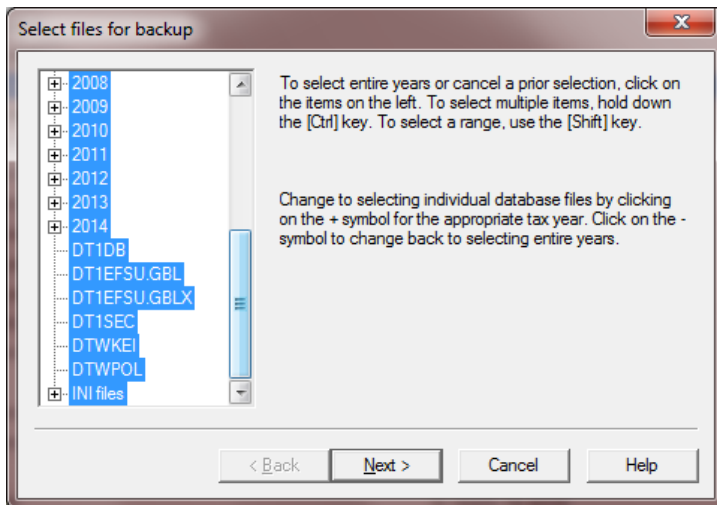 Select files for backup
2008
2009
2010
2011
2012
2013
2014
DT1DB
DT1EFSU.GBL
DT1EFSU.GBLX
DT1SEC
DTWKEI
DTWPOL
INI files
To select entire years or cancel a prior selection, click on
the items on the left. To select multiple items, hold down
the [Ctrl] key. To select a range, use the [Shift] key.
Change to selecting individual database files by clicking
on the + symbol for the appropriate tax year. Click on the -
symbol to change back to selecting entire years.
< Back
Next >
Cancel
Help